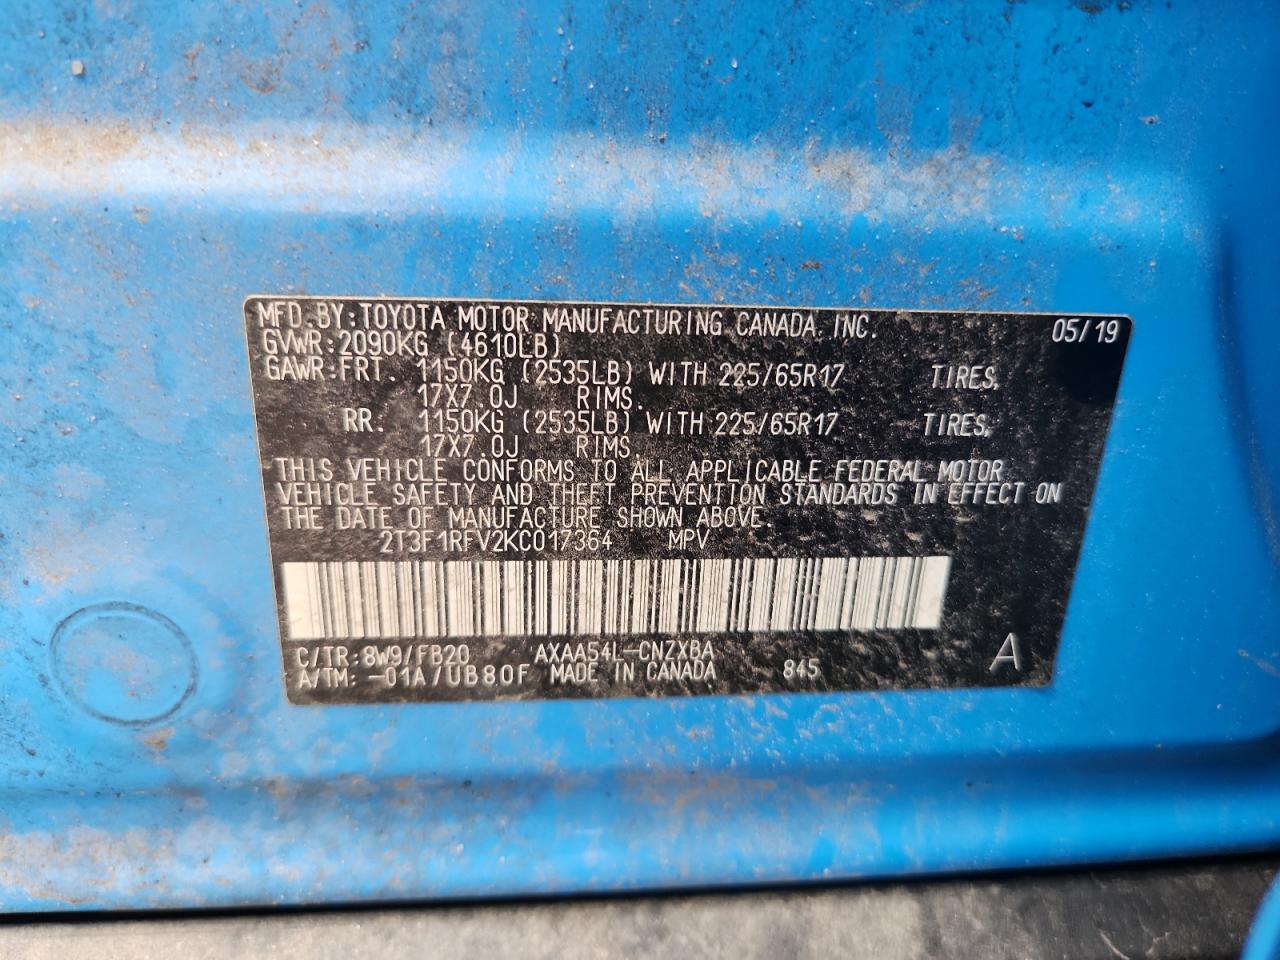 MFD.BY:TOYOTA MOTOR MANUFACTURING CANADA INC. 05/19
GVWR:2090KG (4610LB)
GAWR:FRT. 1150KG (2535LB) WITH 225/65R17 TIRES,
17X7.0J RIMS.
RR. 1150KG (2535LB) WITH 225/65R17 TIRES,
17X7.0J RIMS.
THIS VEHICLE CONFORMS TO ALL APPLICABLE FEDERAL MOTOR
VEHICLE SAFETY AND THEFT PREVENTION STANDARDS IN EFFECT ON
THE DATE OF MANUFACTURE SHOWN ABOVE.
2T3F1RFV2KC017364 MPV
C/TR:8W9/FB20 AXAA54L-CNZXBA
A/TM: -01A/UB80F MADE IN CANADA 845 A